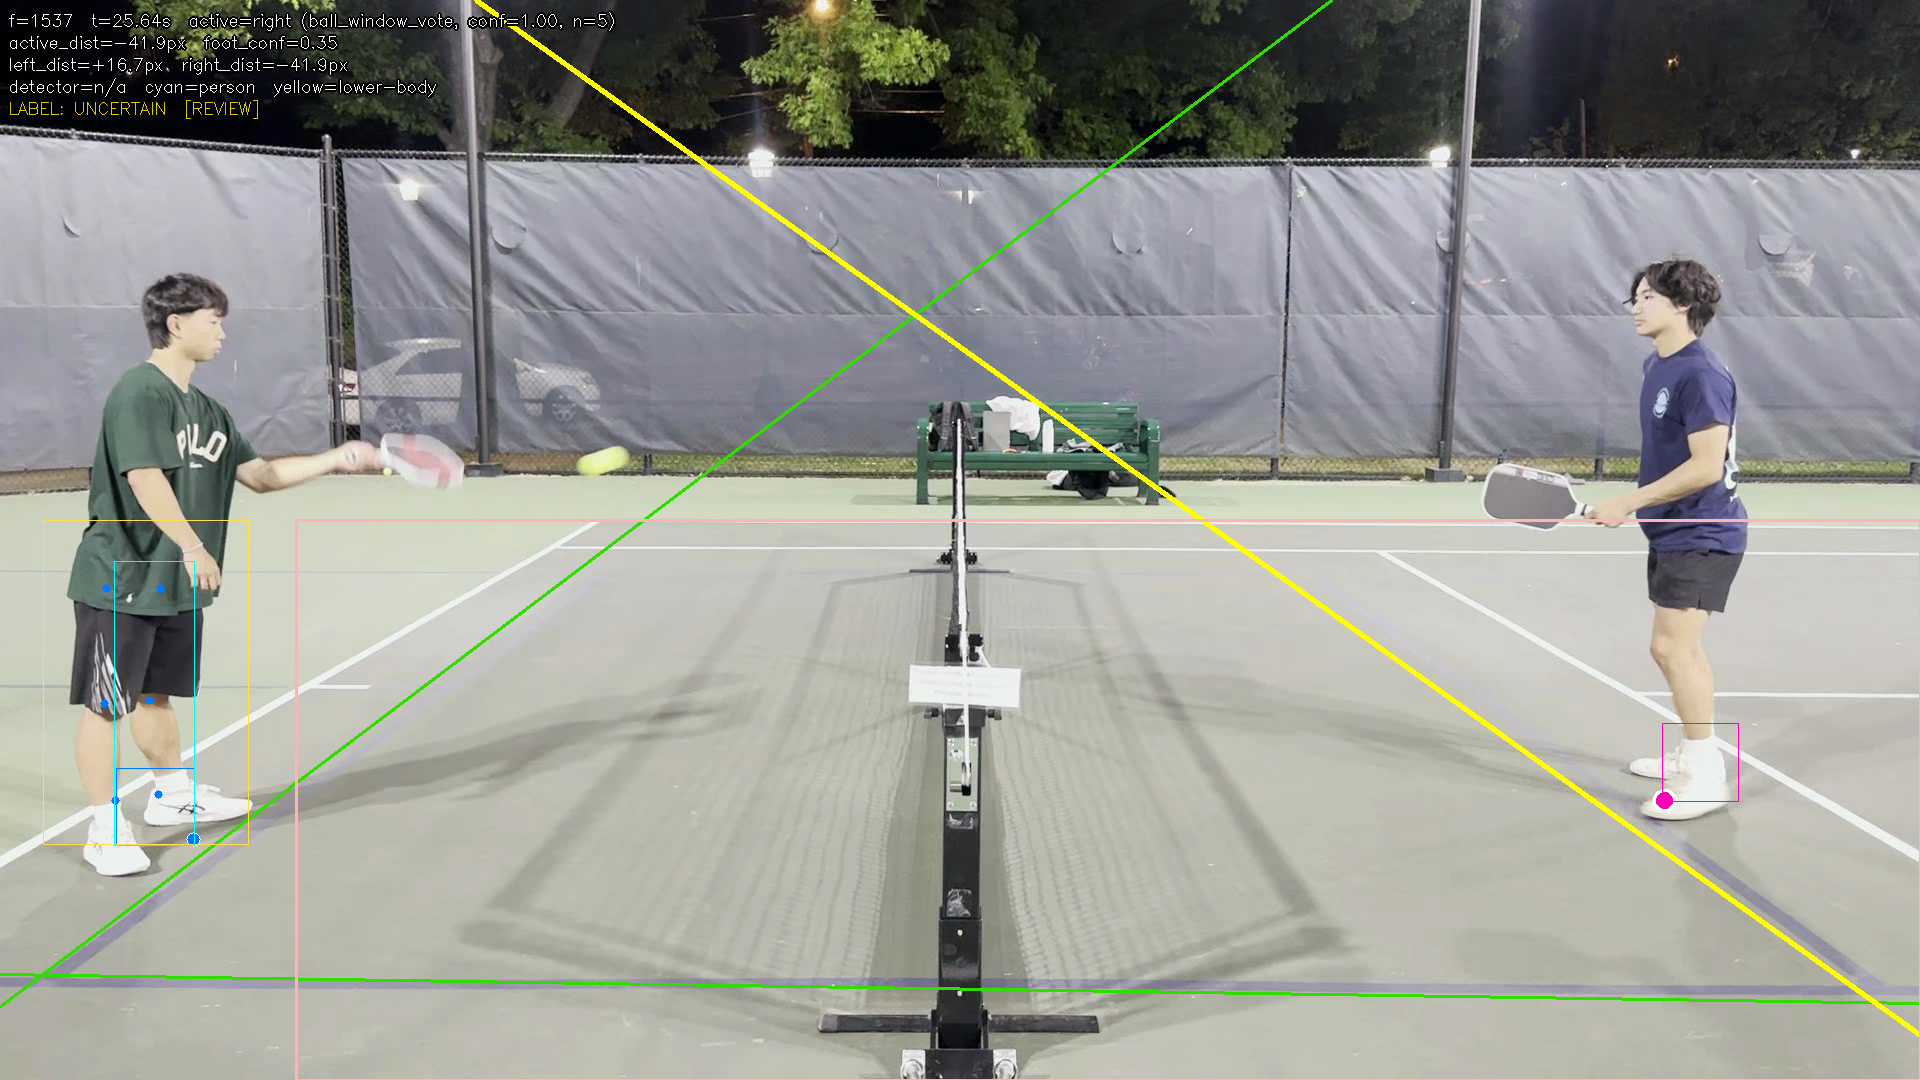 f=1537 t=25.64s active=right (ball_window_vote, conf=1.00, n=5)
active_dist=-41.9px foot_conf=0.35
left_dist=+16.7px right_dist=-41.9px
detector=n/a cyan=person yellow=lower-body
LABEL: UNCERTAIN [REVIEW]